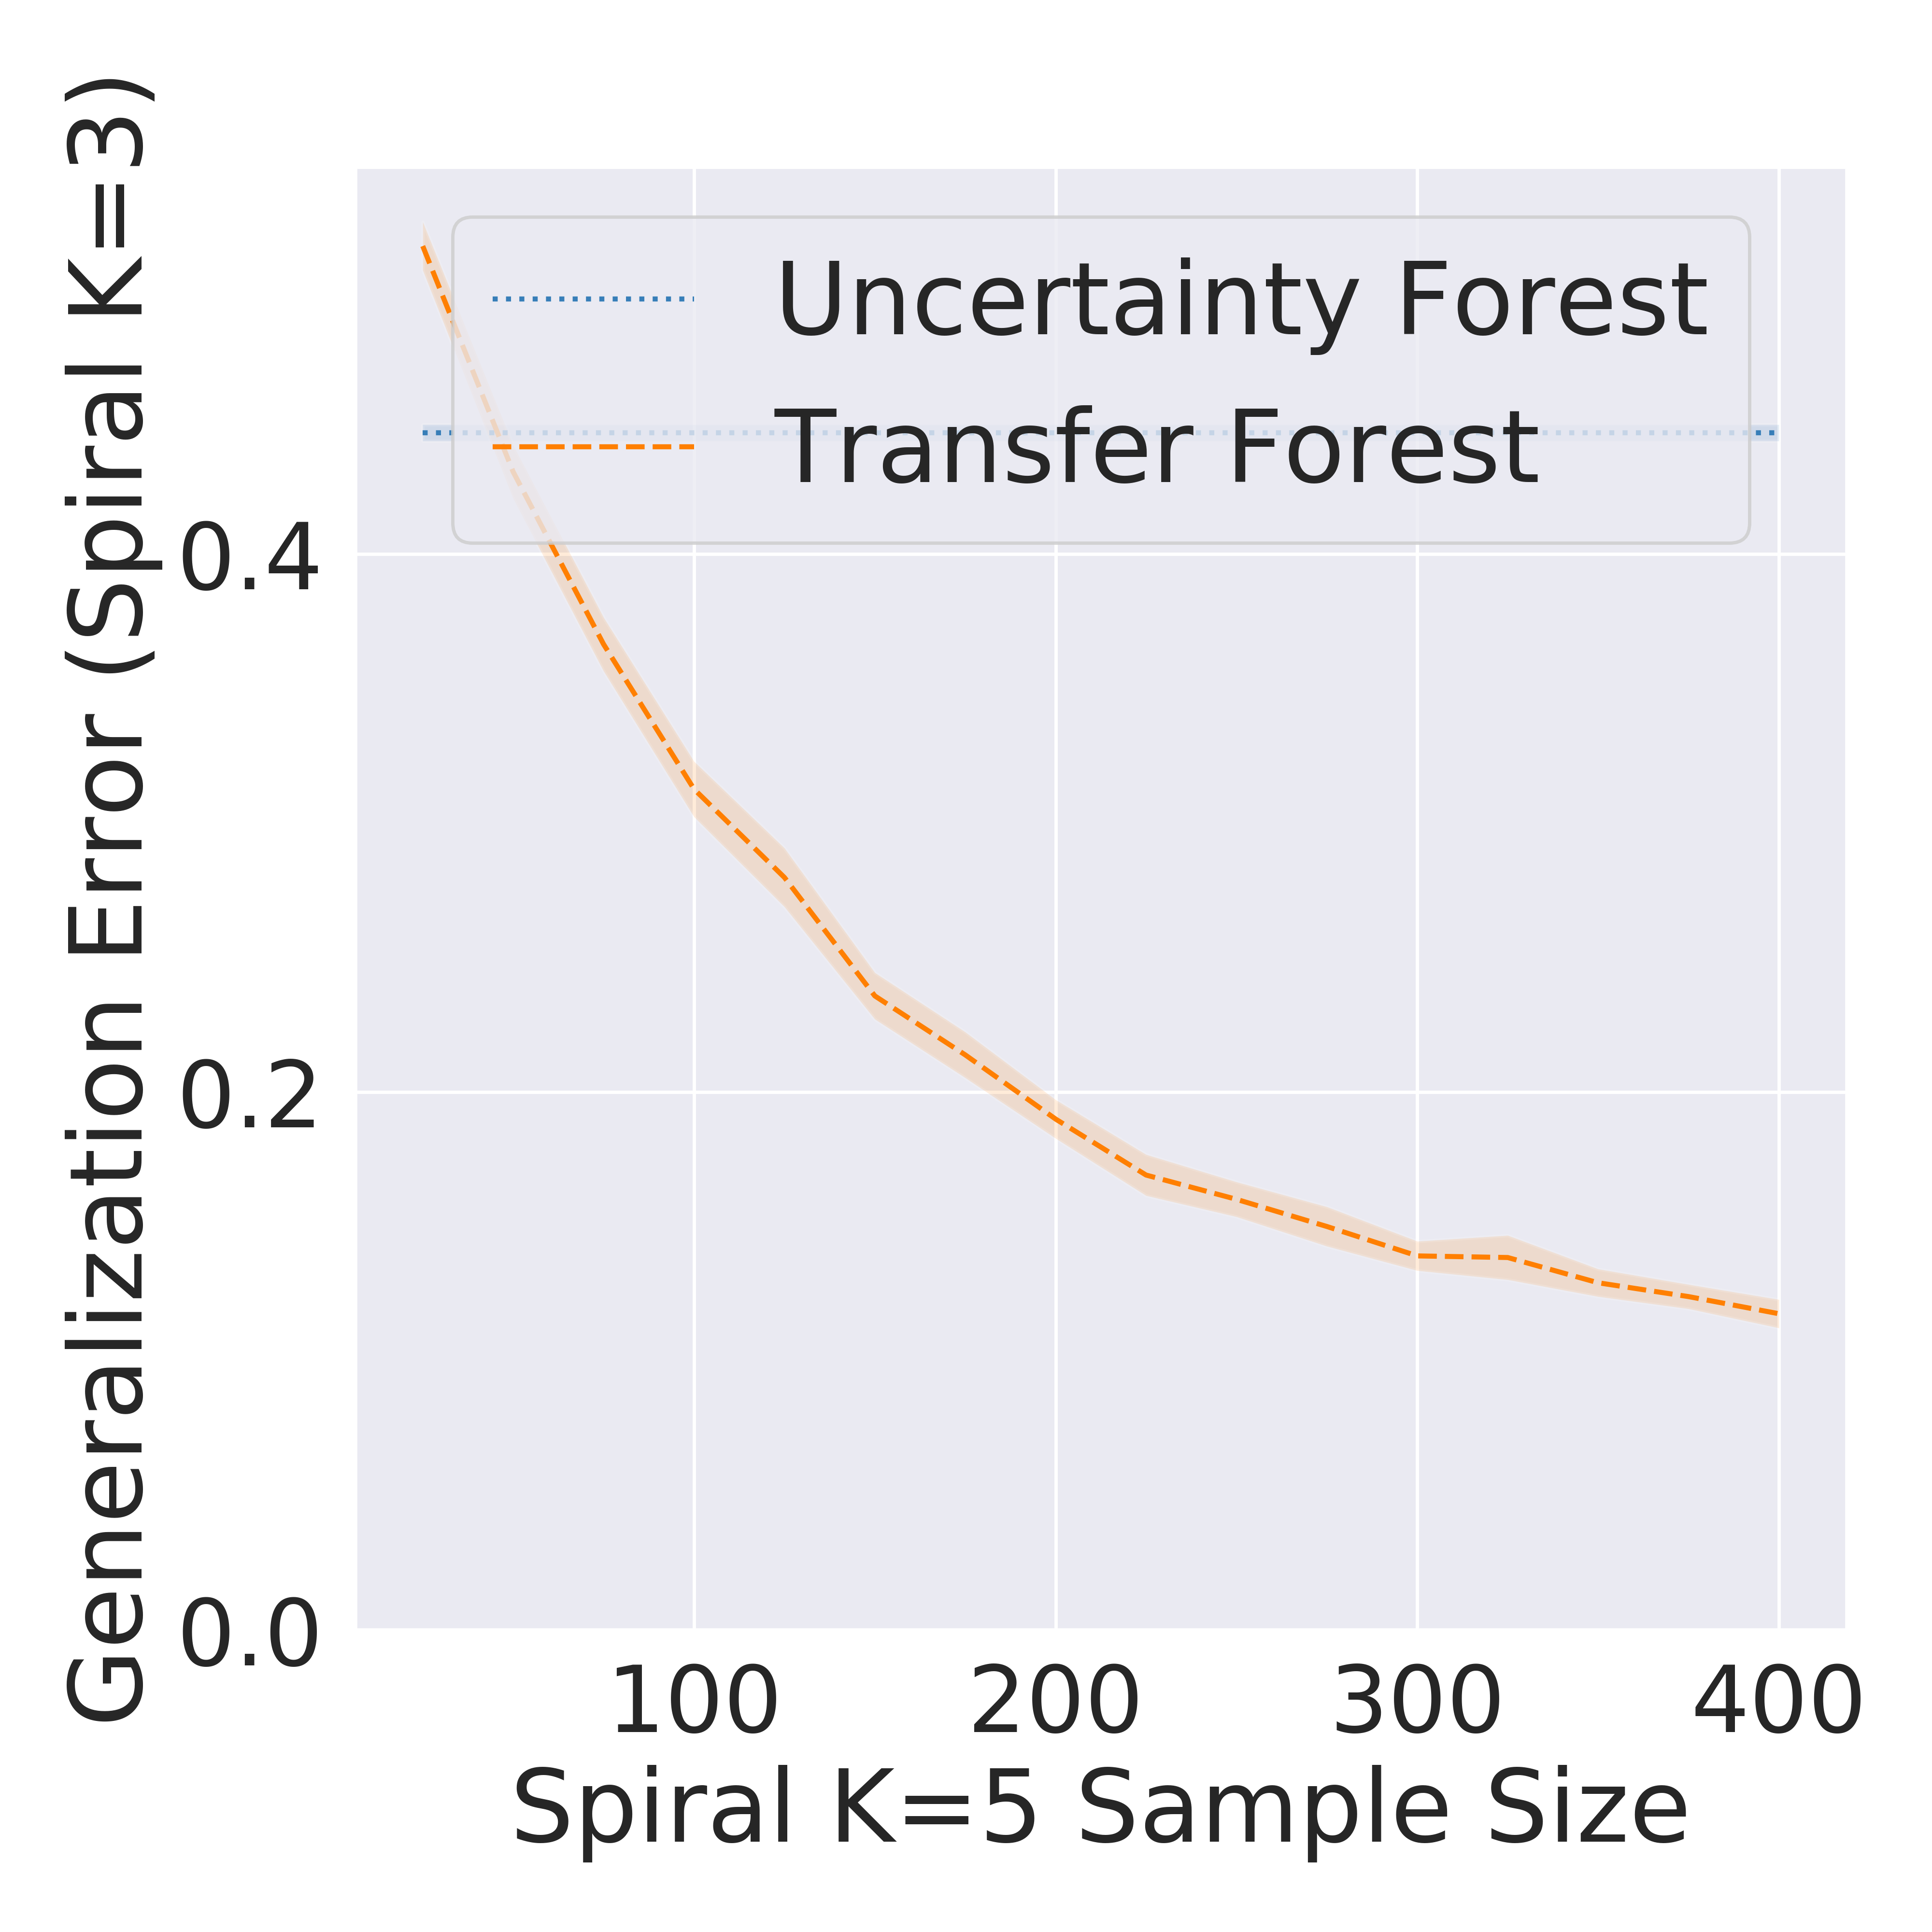 Generalization Error (Spiral K=3)
Uncertainty Forest
Transfer Forest
0.4
0.2
0.0
100 200 300 400
Spiral K=5 Sample Size